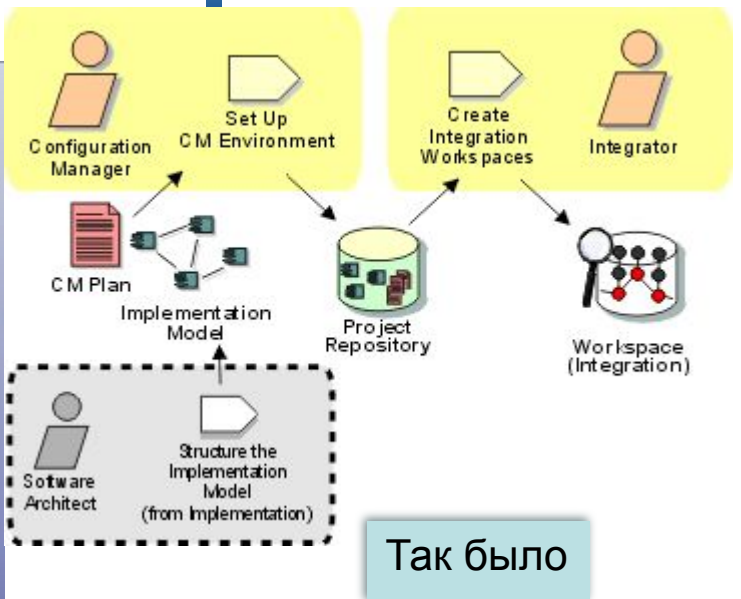 Configuration
Manager
Set Up
CM Environment
Create
Integration
Workspaces
Integrator
CM Plan
Implementation
Model
Project
Repository
Workspace
(Integration)
Software
Architect
Structure the
Implementation
Model
(from Implementation)
Так было